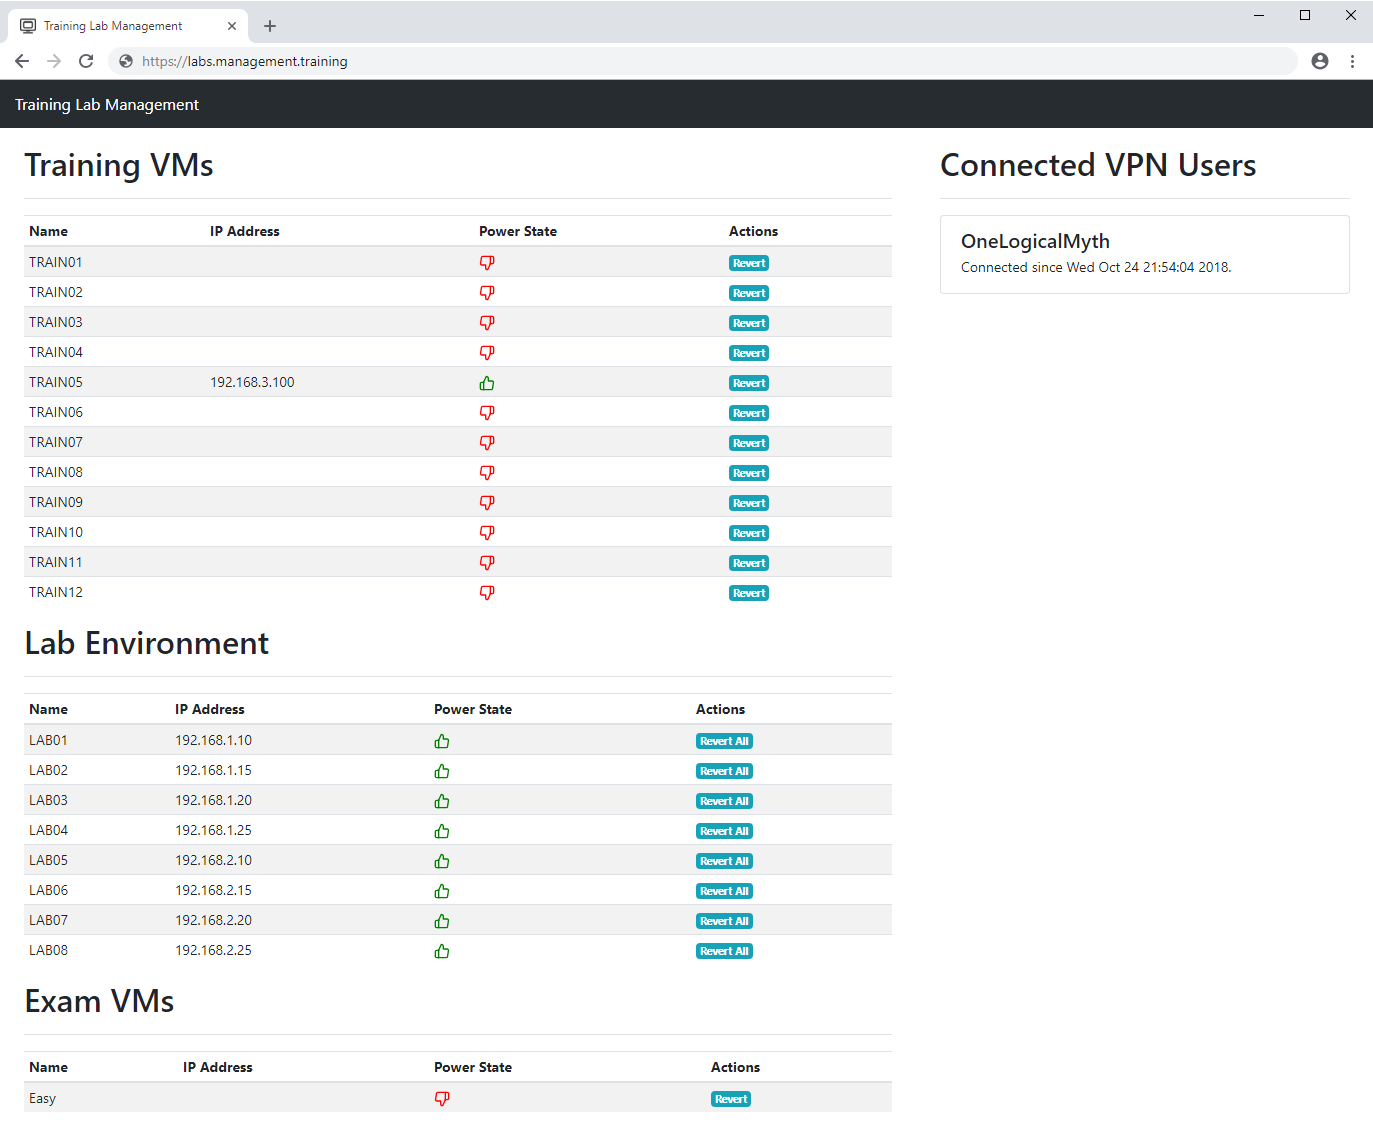 Training Lab Management
https://labs.management.training
Training Lab Management
Training VMs
Name IP Address Power State Actions
TRAIN01 Revert
TRAIN02 Revert
TRAIN03 Revert
TRAIN04 Revert
TRAIN05 192.168.3.100 Revert
TRAIN06 Revert
TRAIN07 Revert
TRAIN08 Revert
TRAIN09 Revert
TRAIN10 Revert
TRAIN11 Revert
TRAIN12 Revert
Lab Environment
Name IP Address Power State Actions
LAB01 192.168.1.10 Revert All
LAB02 192.168.1.15 Revert All
LAB03 192.168.1.20 Revert All
LAB04 192.168.1.25 Revert All
LAB05 192.168.2.10 Revert All
LAB06 192.168.2.15 Revert All
LAB07 192.168.2.20 Revert All
LAB08 192.168.2.25 Revert All
Exam VMs
Name IP Address Power State Actions
Easy Revert
Connected VPN Users
OneLogicalMyth
Connected since Wed Oct 24 21:54:04 2018.